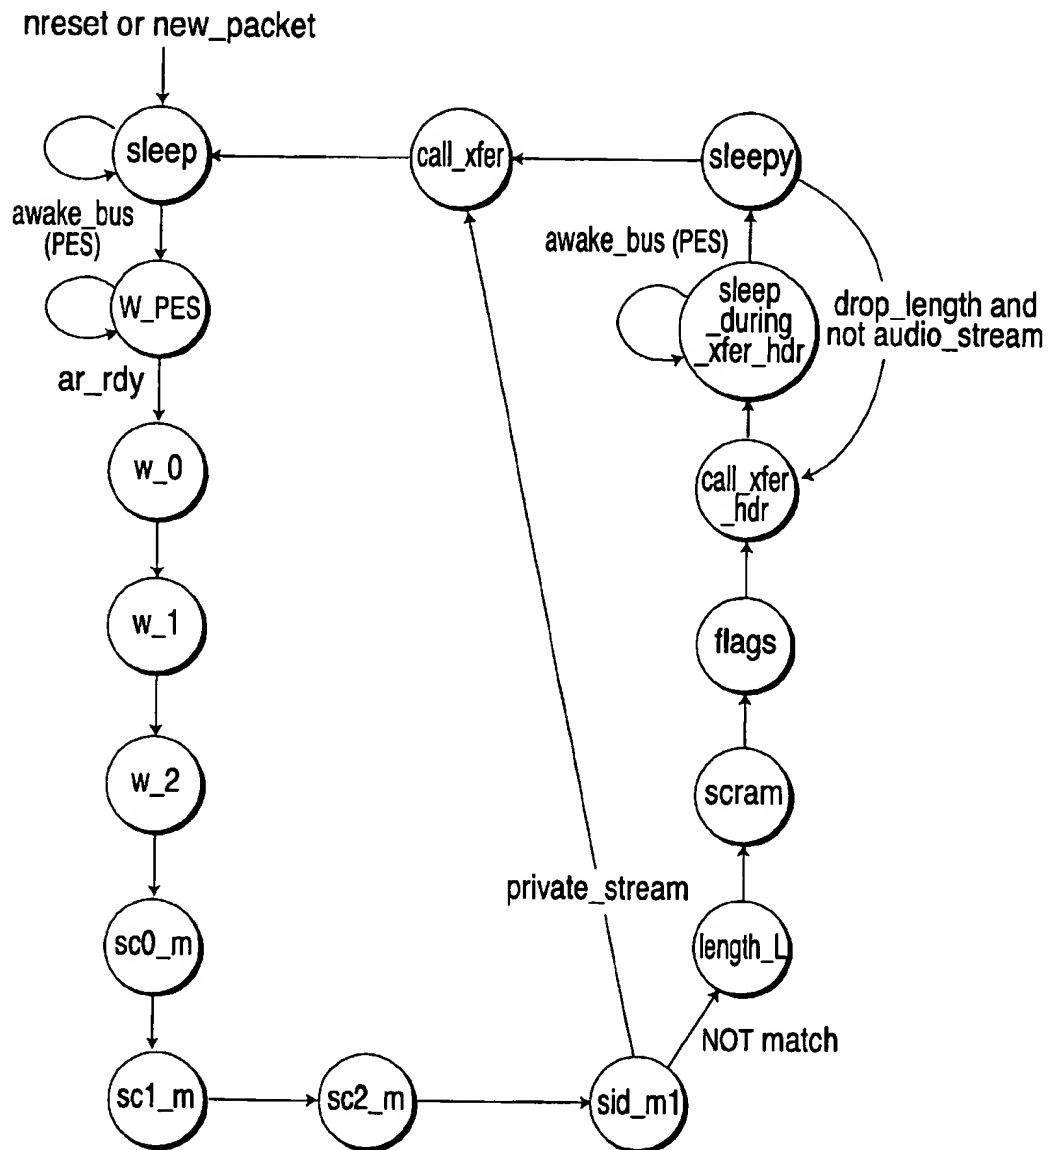 nreset or new_packet
sleep
call_xfer
sleepy
awake_bus
(PES)
awake_bus (PES)
W_PES
sleep
_during
_xfer_hdr
drop_length and
not audio_stream
ar_rdy
w_0
call_xfer
_hdr
w_1
flags
w_2
scram
private_stream
sc0_m
length_L
NOT match
sc1_m
sc2_m
sid_m1